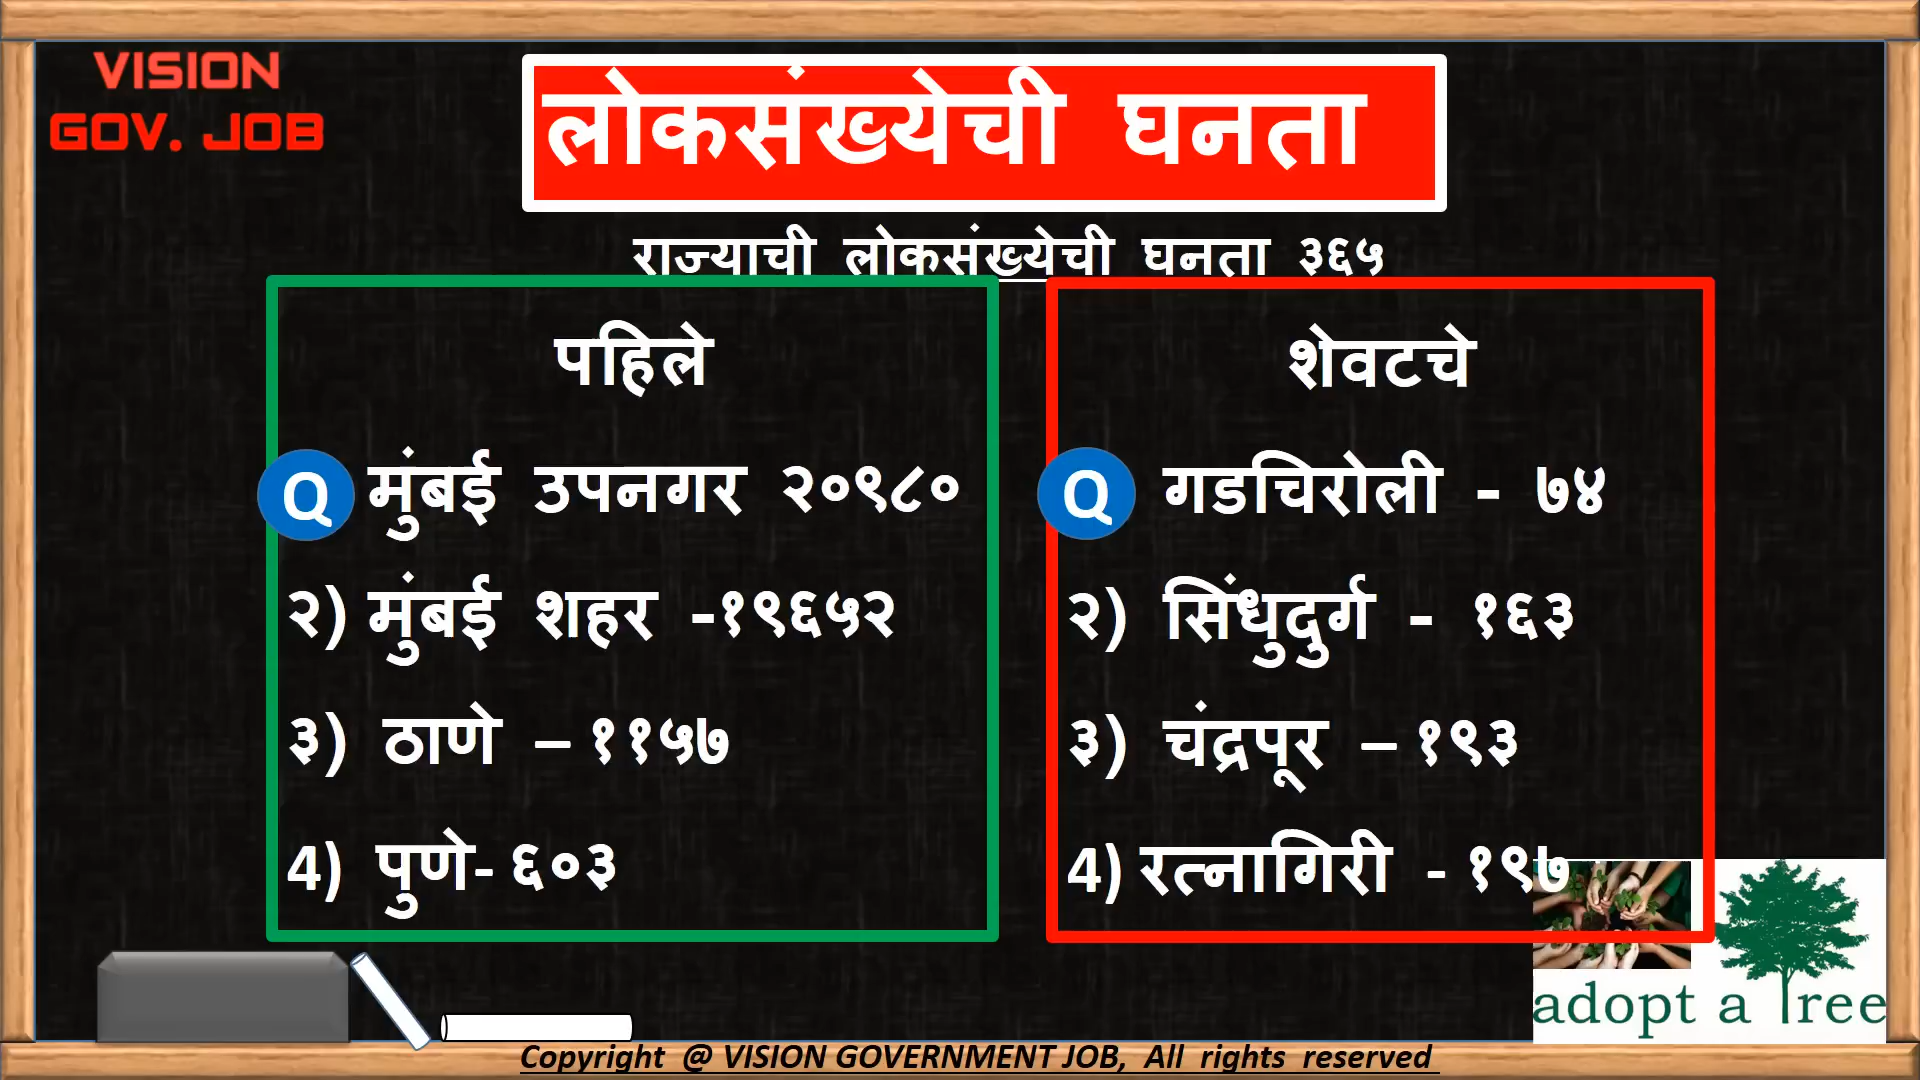 VISION
GOV. JOB
लोकसंख्येची घनता
राज्याची लोकसंख्येची घनता ३६५
पहिले
Q मुंबई उपनगर २०९८०
२) मुंबई शहर -१९६५२
३) ठाणे – ११५७
4) पुणे- ६०३
शेवटचे
Q गडचिरोली - ७४
२) सिंधुदुर्ग - १६३
३) चंद्रपूर – १९३
4) रत्नागिरी - १९७
adopt a Tree
Copyright @ VISION GOVERNMENT JOB, All rights reserved